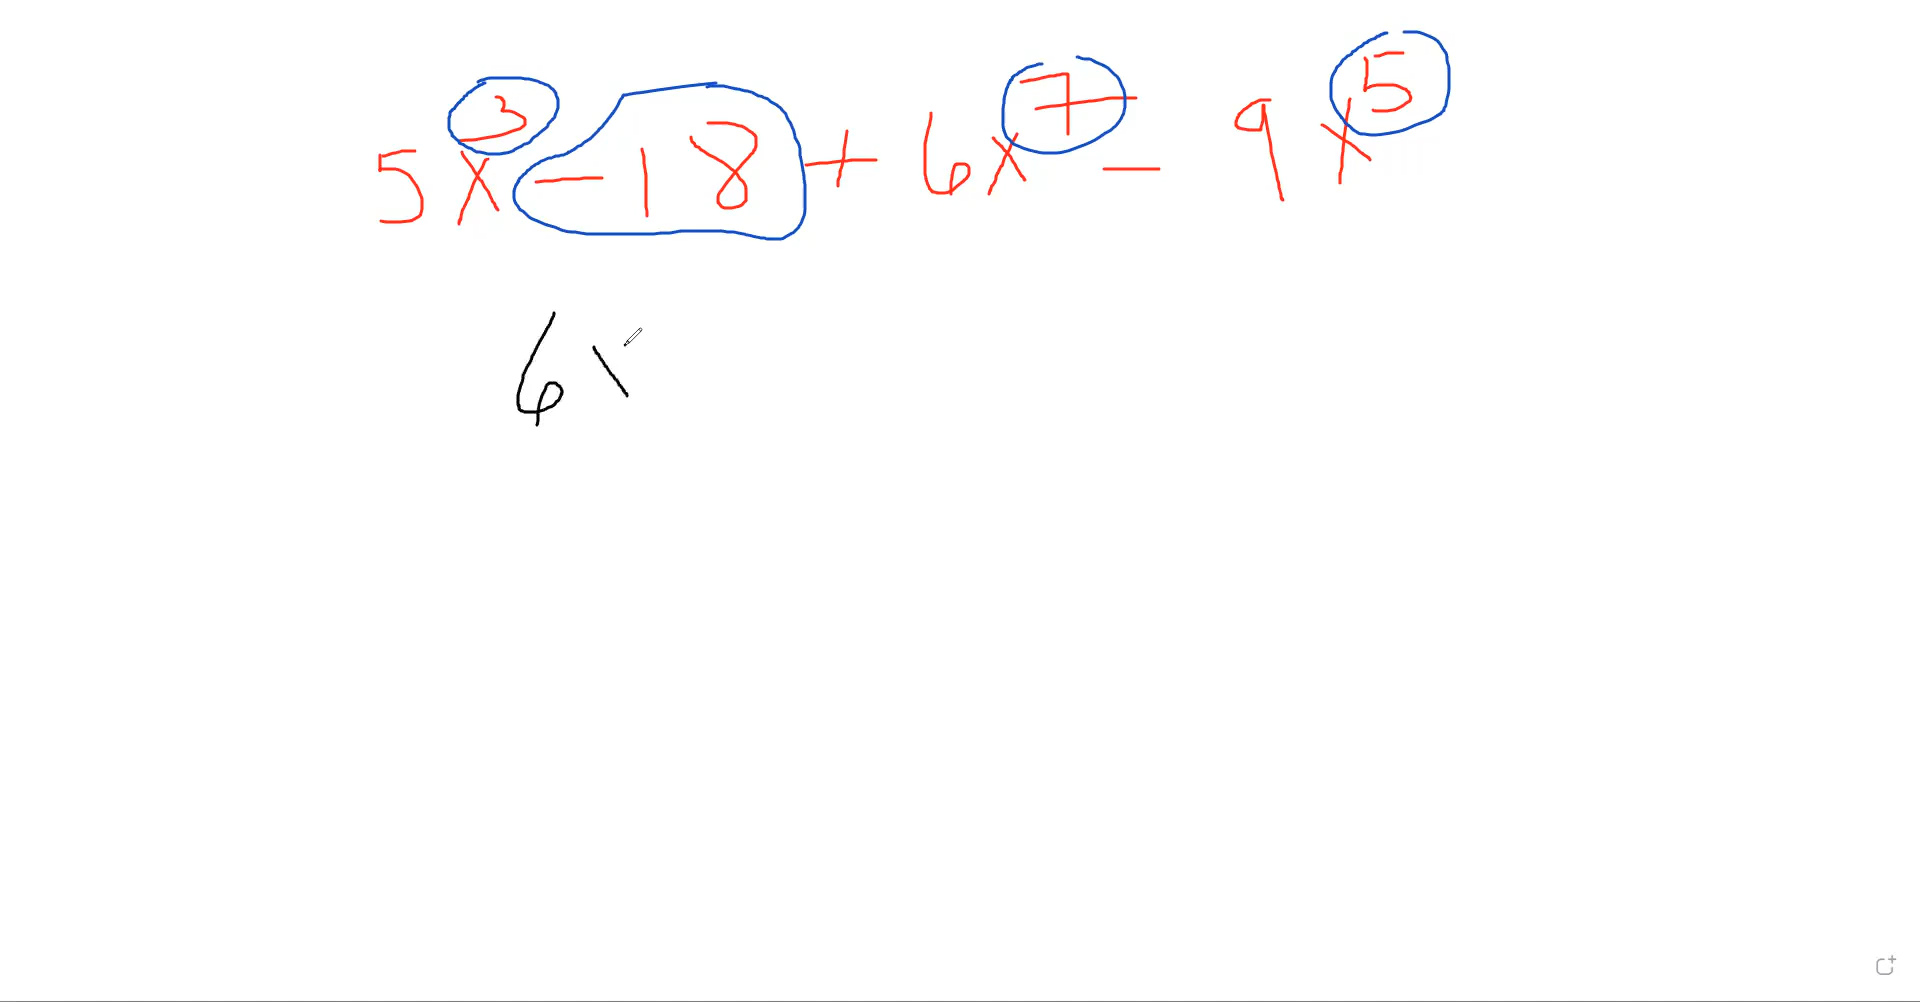 5x³ - 18 + 6x⁷ - 9x⁵
6\